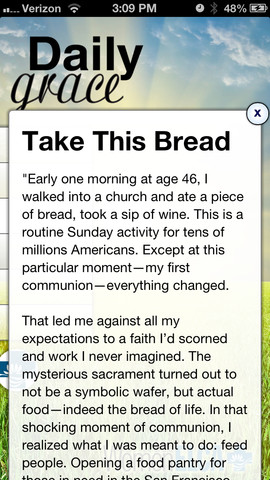 Verizon 3:09 PM 48%
Daily
grace
x
Take This Bread
"Early one morning at age 46, I
walked into a church and ate a piece
of bread, took a sip of wine. This is a
routine Sunday activity for tens of
millions Americans. Except at this
particular moment—my first
communion—everything changed.
That led me against all my
expectations to a faith I'd scorned
and work I never imagined. The
mysterious sacrament turned out to
not be a symbolic wafer, but actual
food—indeed the bread of life. In that
shocking moment of communion, I
realized what I was meant to do: feed
people. Opening a food pantry for
those in need in the San Francisco